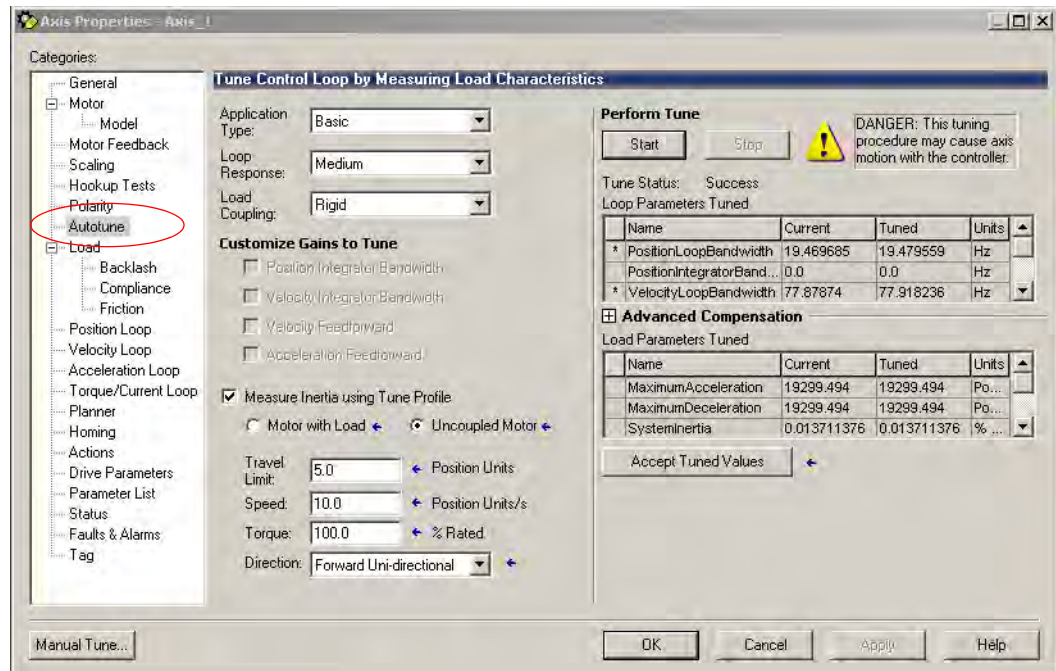 Axis Properties - Axis_1
Categories:
General
Motor
Model
Motor Feedback
Scaling
Hookup Tests
Polarity
Autotune
Load
Backlash
Compliance
Friction
Position Loop
Velocity Loop
Acceleration Loop
Torque/Current Loop
Planner
Homing
Actions
Drive Parameters
Parameter List
Status
Faults & Alarms
Tag
Tune Control Loop by Measuring Load Characteristics
Application Type: Basic
Loop Response: Medium
Load Coupling: Rigid
Customize Gains to Tune
Position Integrator Bandwidth
Velocity Integrator Bandwidth
Velocity Feedforward
Acceleration Feedforward
Measure Inertia using Tune Profile
Motor with Load
Uncoupled Motor
Travel Limit: 5.0 Position Units
Speed: 10.0 Position Units/s
Torque: 100.0 % Rated
Direction: Forward Uni-directional
Perform Tune
Start
Stop
DANGER: This tuning
procedure may cause axis
motion with the controller.
Tune Status: Success
Loop Parameters Tuned
Name Current Tuned Units
* PositionLoopBandwidth 19.469685 19.479559 Hz
PositionIntegratorBand... 0.0 0.0 Hz
* VelocityLoopBandwidth 77.87874 77.918236 Hz
Advanced Compensation
Load Parameters Tuned
Name Current Tuned Units
MaximumAcceleration 19299.494 19299.494 Po...
MaximumDeceleration 19299.494 19299.494 Po...
SystemInertia 0.013711376 0.013711376 % ...
Accept Tuned Values
Manual Tune...
OK
Cancel
Apply
Help